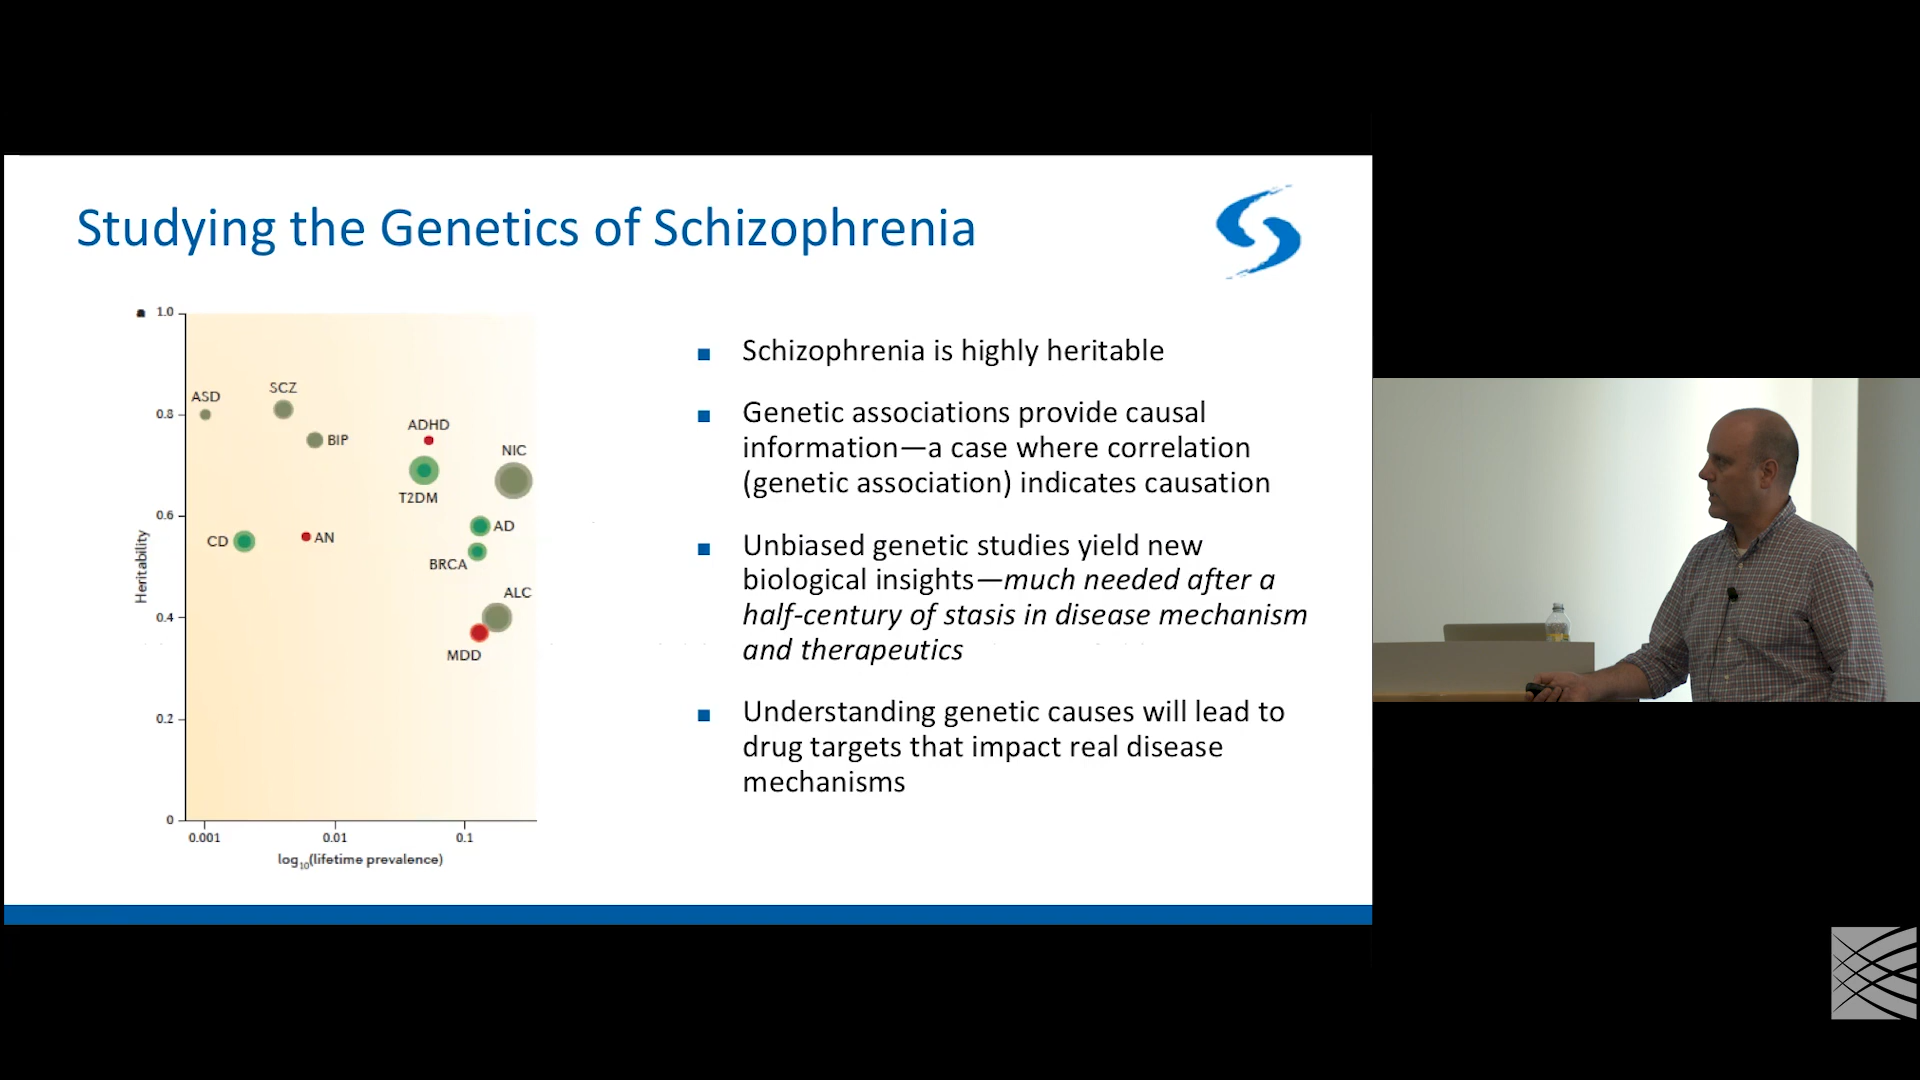 Studying the Genetics of Schizophrenia
a
1.0
0.8
0.6
0.4
0.2
0
Heritability
ASD
SCZ
BIP
ADHD
NIC
T2DM
AD
CD
AN
BRCA
ALC
MDD
0.001 0.01 0.1
log10(lifetime prevalence)
■ Schizophrenia is highly heritable
■ Genetic associations provide causal
information—a case where correlation
(genetic association) indicates causation
■ Unbiased genetic studies yield new
biological insights—much needed after a
half-century of stasis in disease mechanism
and therapeutics
■ Understanding genetic causes will lead to
drug targets that impact real disease
mechanisms